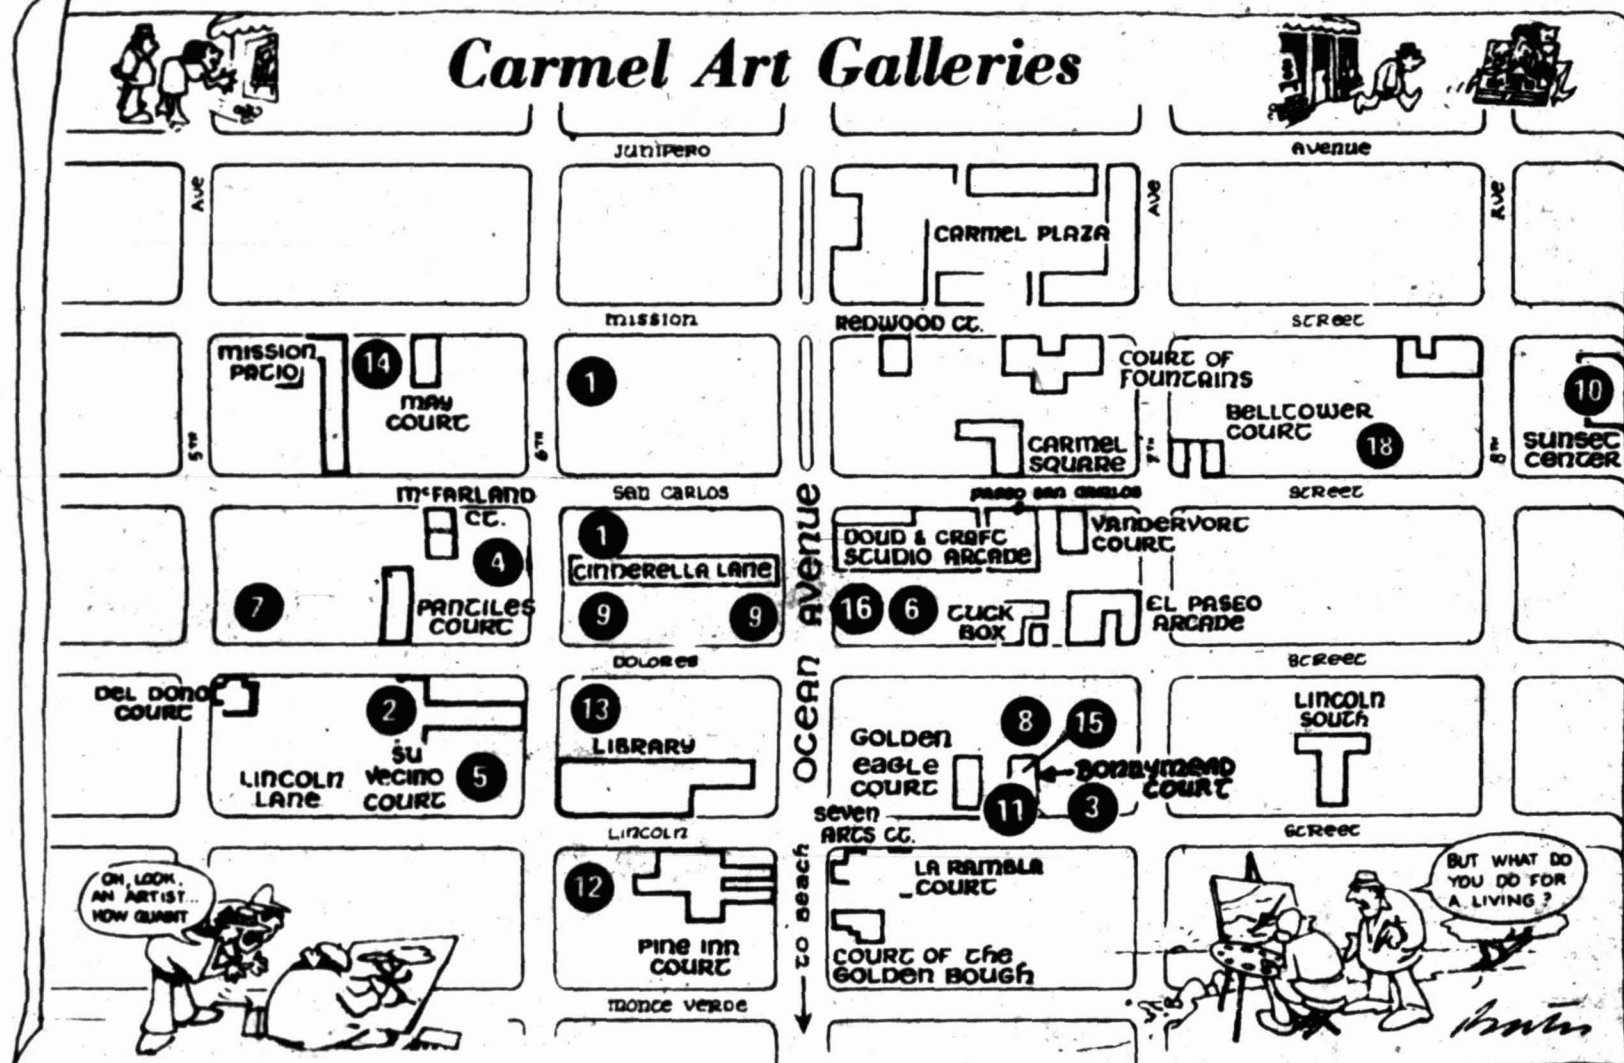 Carmel Art Galleries
JUNIPERO
AVENUE
AVE
AVE
AVE
CARMEL PLAZA
MISSION
REDWOOD CT.
STREET
MISSION
PATIO
14
MAY
COURT
1
COURT OF
FOUNTAINS
BELLTOWER
COURT
10
18
CARMEL
SQUARE
SUNSET
CENTER
5TH
6TH
7TH
8TH
McFARLAND
CT.
SAN CARLOS
PASEO SAN CARLOS
STREET
1
CINDERELLA LANE
DOUD & CRAFT
STUDIO ARCADE
VANDERVORT
COURT
4
7
PANTILES
COURT
9
9
16
6
TUCK
BOX
EL PASEO
ARCADE
OCEAN AVENUE
DOLORES
STREET
DEL DONO
COURT
2
13
LIBRARY
SU
VECINO
COURT
LINCOLN
LANE
5
GOLDEN
EAGLE
COURT
8
15
BONNYMEAD
COURT
11
3
LINCOLN
SOUTH
SEVEN
ARTS CT.
LINCOLN
STREET
12
PINE INN
COURT
TO BEACH
LA RAMBLA
COURT
COURT OF THE
GOLDEN BOUGH
MONTE VERDE
OH, LOOK.
AN ARTIST...
HOW QUAINT
BUT WHAT DO
YOU DO FOR
A LIVING?